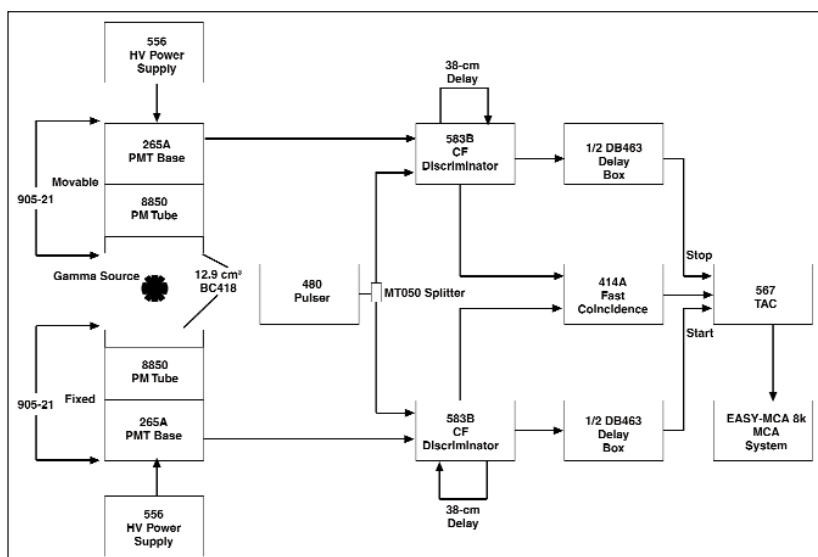 556
HV Power
Supply
38-cm
Delay
265A
PMT Base
583B
CF
Discriminator
1/2 DB463
Delay
Box
Movable
905-21
8850
PM Tube
Stop
Gamma Source
12.9 cm³
BC418
480
Pulser
MT050 Splitter
414A
Fast
Coincidence
567
TAC
Start
8850
PM Tube
Fixed
905-21
265A
PMT Base
583B
CF
Discriminator
1/2 DB463
Delay
Box
EASY-MCA 8k
MCA
System
38-cm
Delay
556
HV Power
Supply